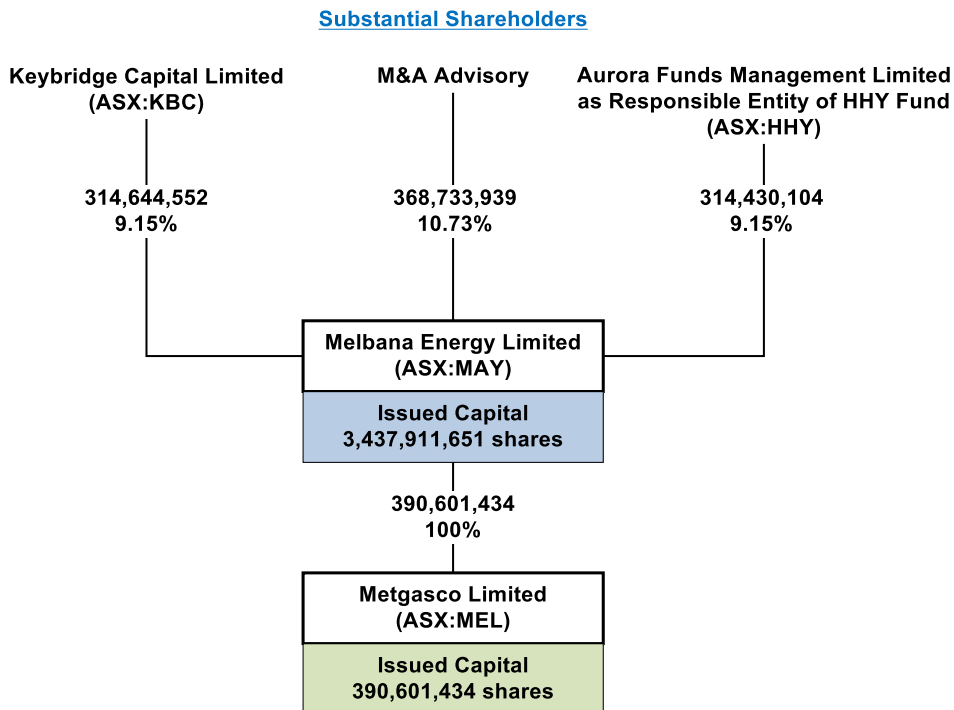 Substantial Shareholders
Keybridge Capital Limited
(ASX:KBC)
M&A Advisory
Aurora Funds Management Limited
as Responsible Entity of HHY Fund
(ASX:HHY)
314,644,552
9.15%
368,733,939
10.73%
314,430,104
9.15%
Melbana Energy Limited
(ASX:MAY)
Issued Capital
3,437,911,651 shares
390,601,434
100%
Metgasco Limited
(ASX:MEL)
Issued Capital
390,601,434 shares